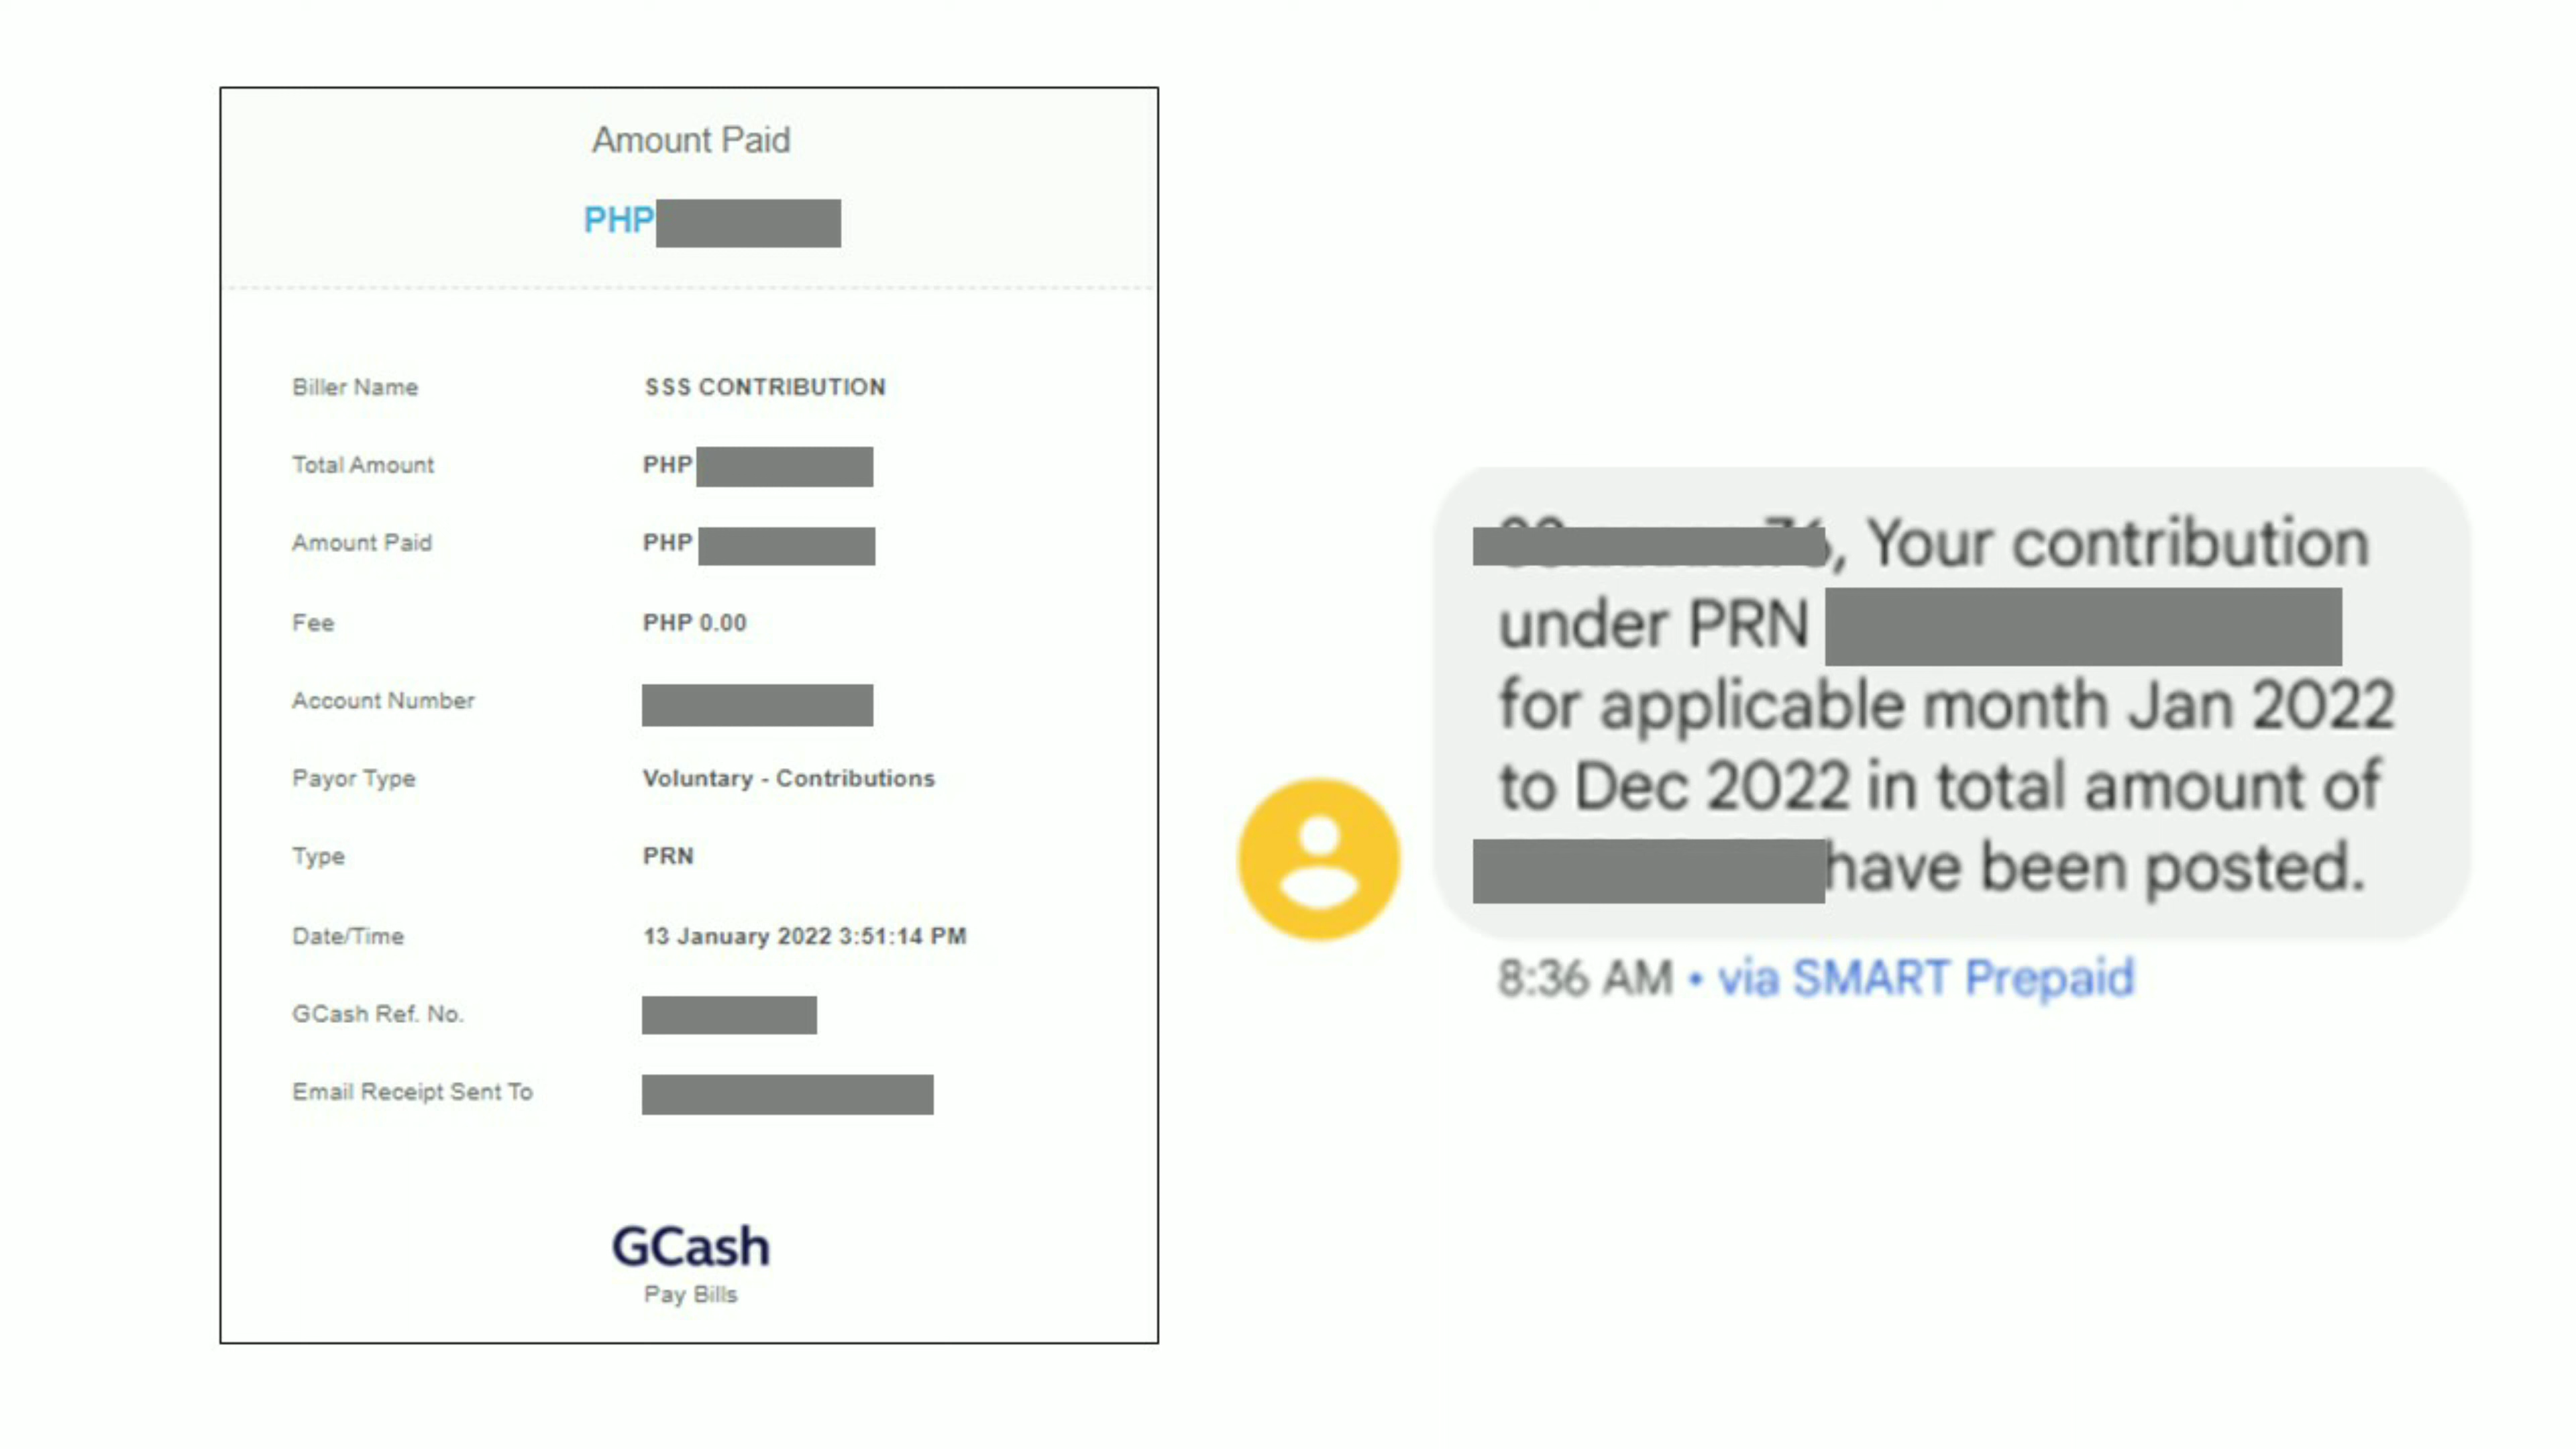 Amount Paid
PHP
Biller Name SSS CONTRIBUTION
Total Amount PHP
Amount Paid PHP
Fee PHP 0.00
Account Number
Payor Type Voluntary - Contributions
Type PRN
Date/Time 13 January 2022 3:51:14 PM
GCash Ref. No.
Email Receipt Sent To
GCash
Pay Bills
, Your contribution
under PRN
for applicable month Jan 2022
to Dec 2022 in total amount of
have been posted.
8:36 AM • via SMART Prepaid